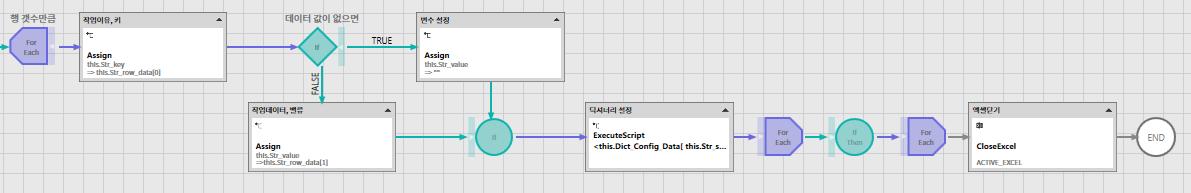 행 갯수만큼
For
Each
작업이유, 키
Assign
this.Str_key
=> this.Str_row_data[0]
데이터 값이 없으면
If
TRUE
FALSE
변수 설정
Assign
this.Str_value
=> ""
작업데이터, 밸류
Assign
this.Str_value
=>this.Str_row_data[1]
If
딕셔너리 설정
ExecuteScript
<this.Dict_Config_Data[ this.Str_s...
For
Each
If
Then
For
Each
엑셀닫기
CloseExcel
ACTIVE_EXCEL
END